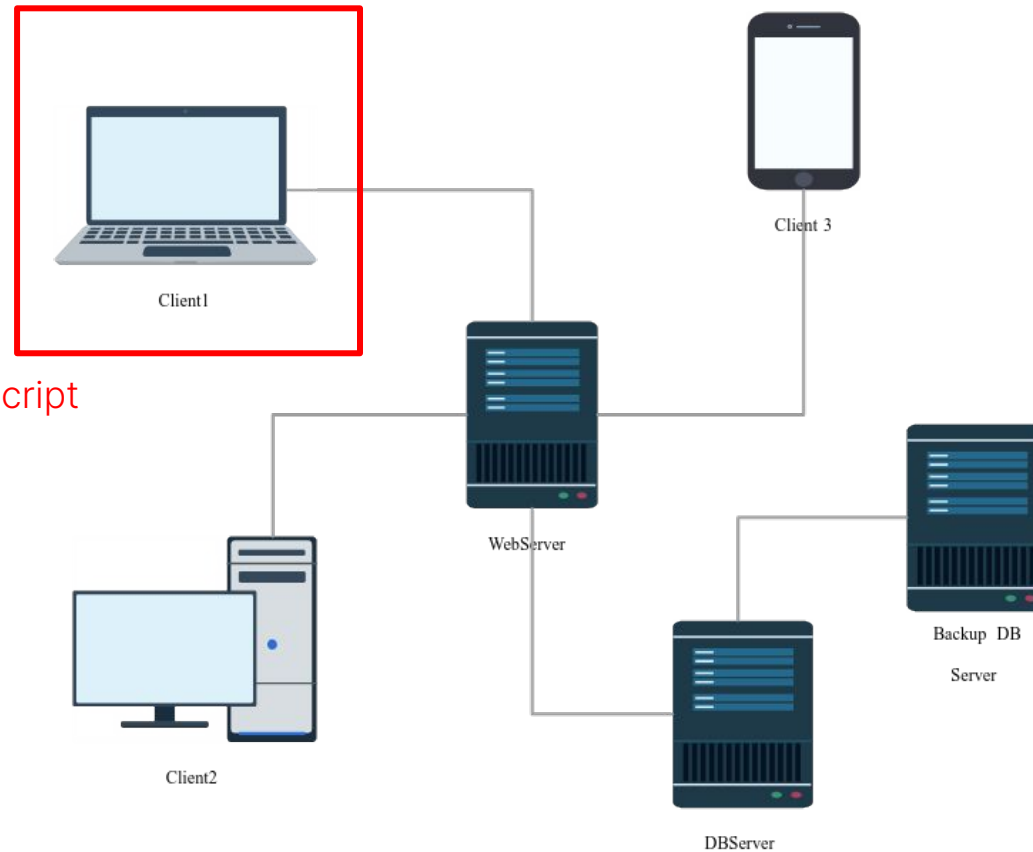 Client 3
Client1
cript
WebServer
Backup DB
Server
Client2
DBServer